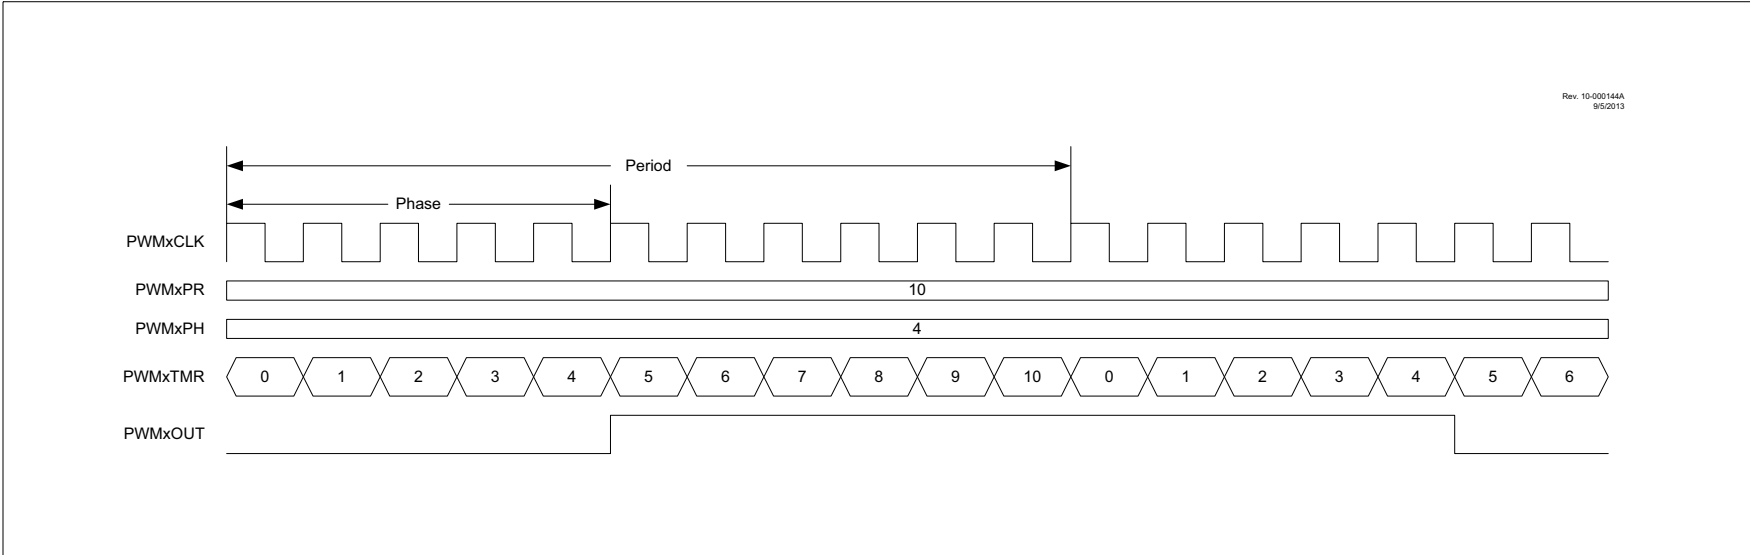 Rev. 10-000144A
9/5/2013
Period
Phase
PWMxCLK
PWMxPR 10
PWMxPH 4
PWMxTMR 0 1 2 3 4 5 6 7 8 9 10 0 1 2 3 4 5 6
PWMxOUT